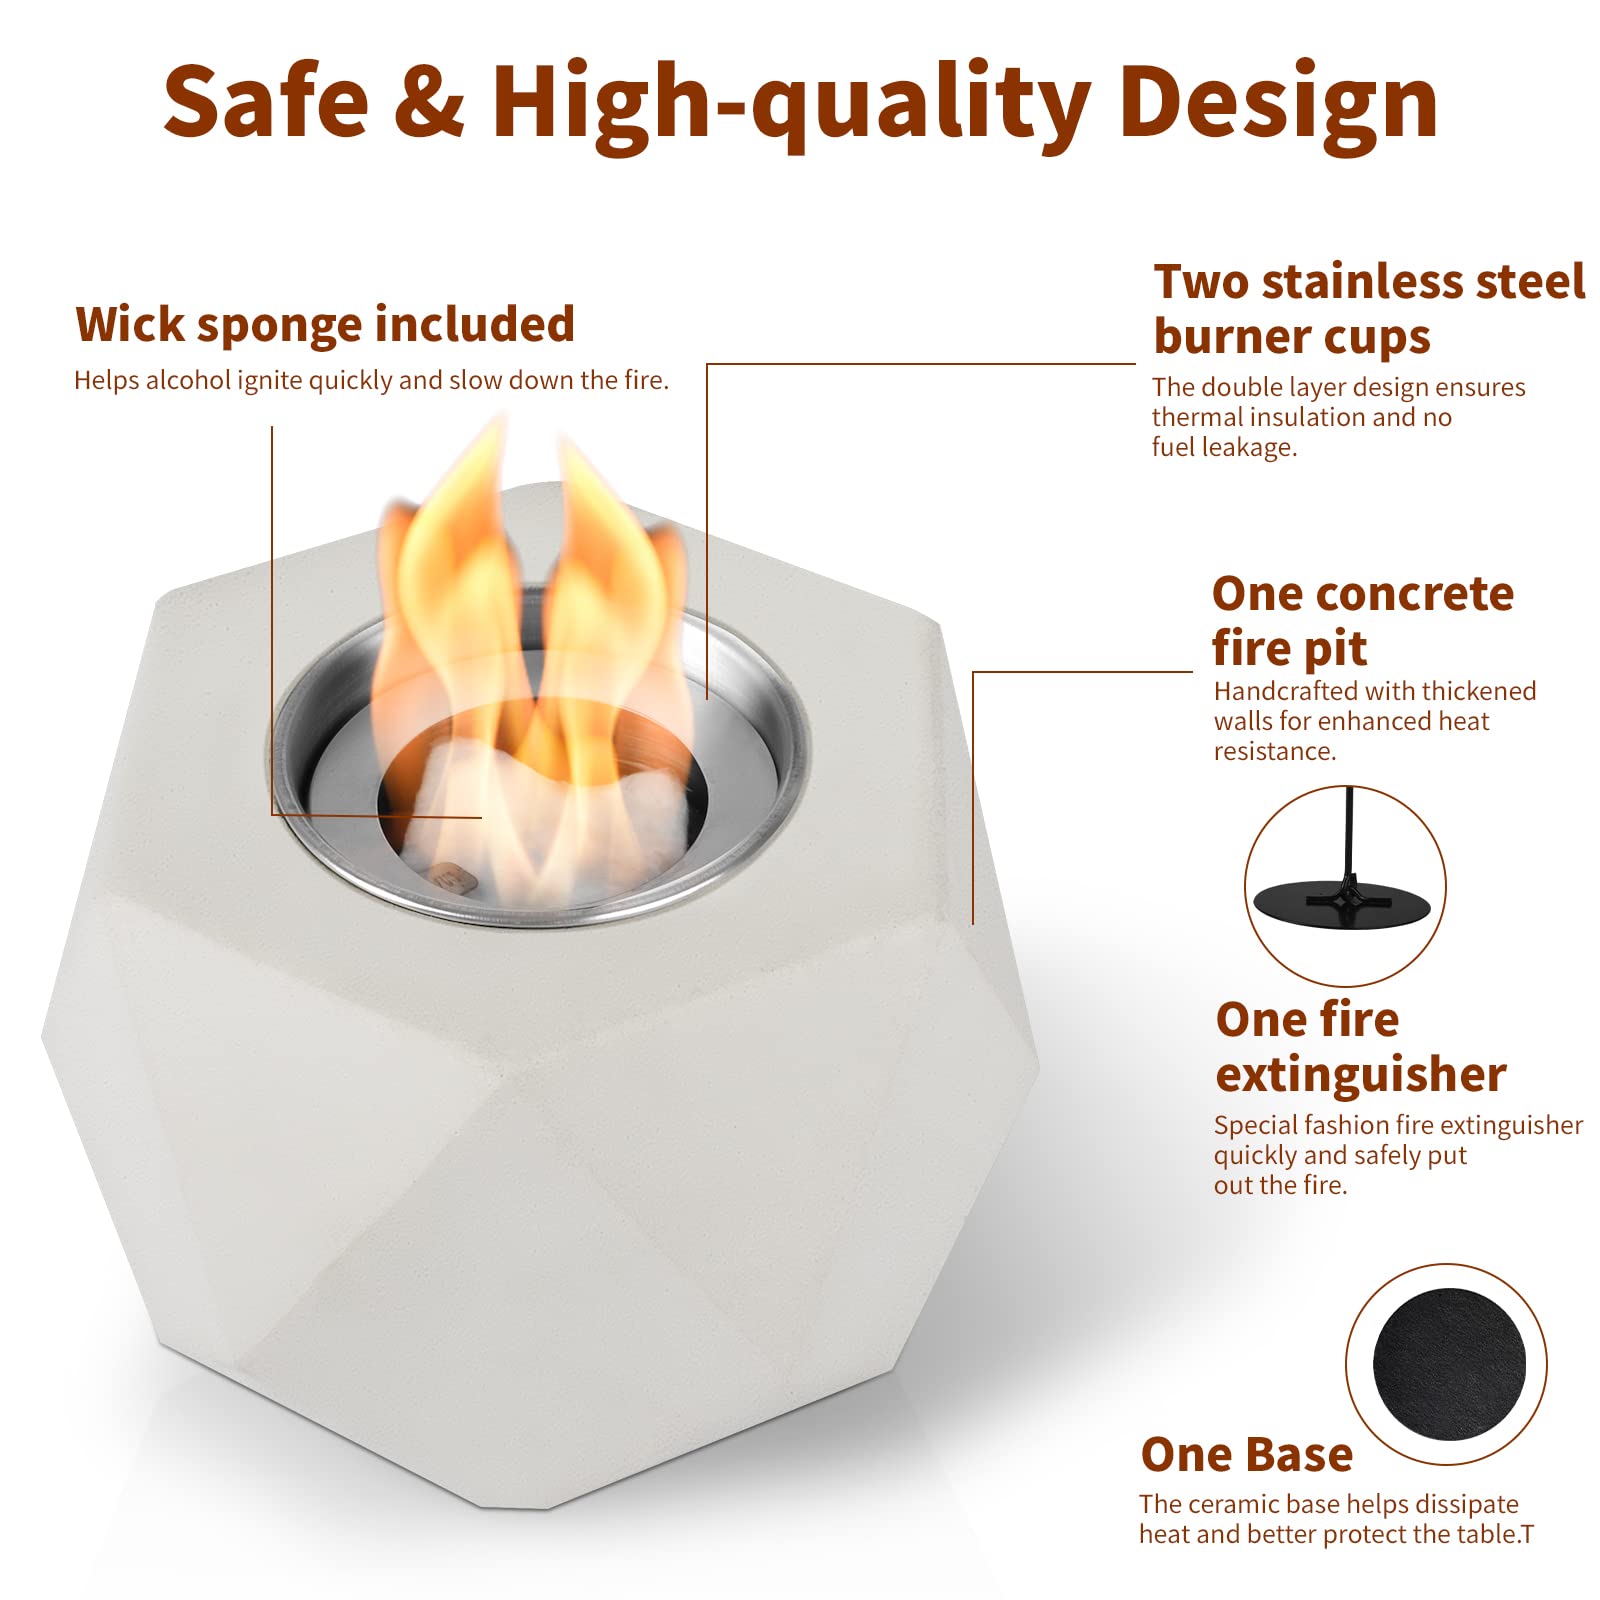 Safe & High-quality Design
Wick sponge included
Helps alcohol ignite quickly and slow down the fire.
Two stainless steel
burner cups
The double layer design ensures
thermal insulation and no
fuel leakage.
One concrete
fire pit
Handcrafted with thickened
walls for enhanced heat
resistance.
One fire
extinguisher
Special fashion fire extinguisher
quickly and safely put
out the fire.
One Base
The ceramic base helps dissipate
heat and better protect the table.T